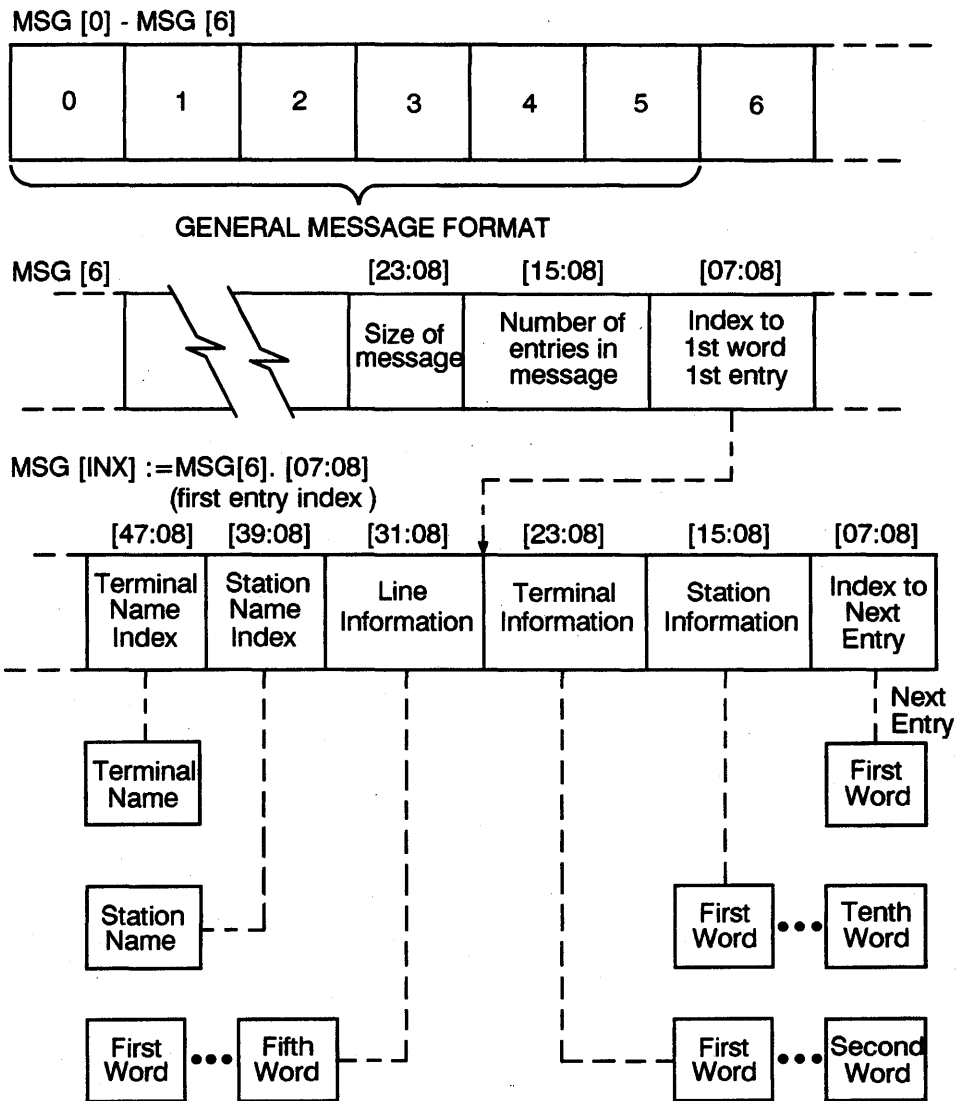 MSG [0] - MSG [6]
0 1 2 3 4 5 6
GENERAL MESSAGE FORMAT
MSG [6] [23:08] [15:08] [07:08]
Size of message
Number of entries in message
Index to 1st word 1st entry
MSG [INX] :=MSG[6]. [07:08]
(first entry index )
[47:08] [39:08] [31:08] [23:08] [15:08] [07:08]
Terminal Name Index
Station Name Index
Line Information
Terminal Information
Station Information
Index to Next Entry
Next Entry
Terminal Name
First Word
Station Name
First Word ••• Tenth Word
First Word ••• Fifth Word
First Word ••• Second Word